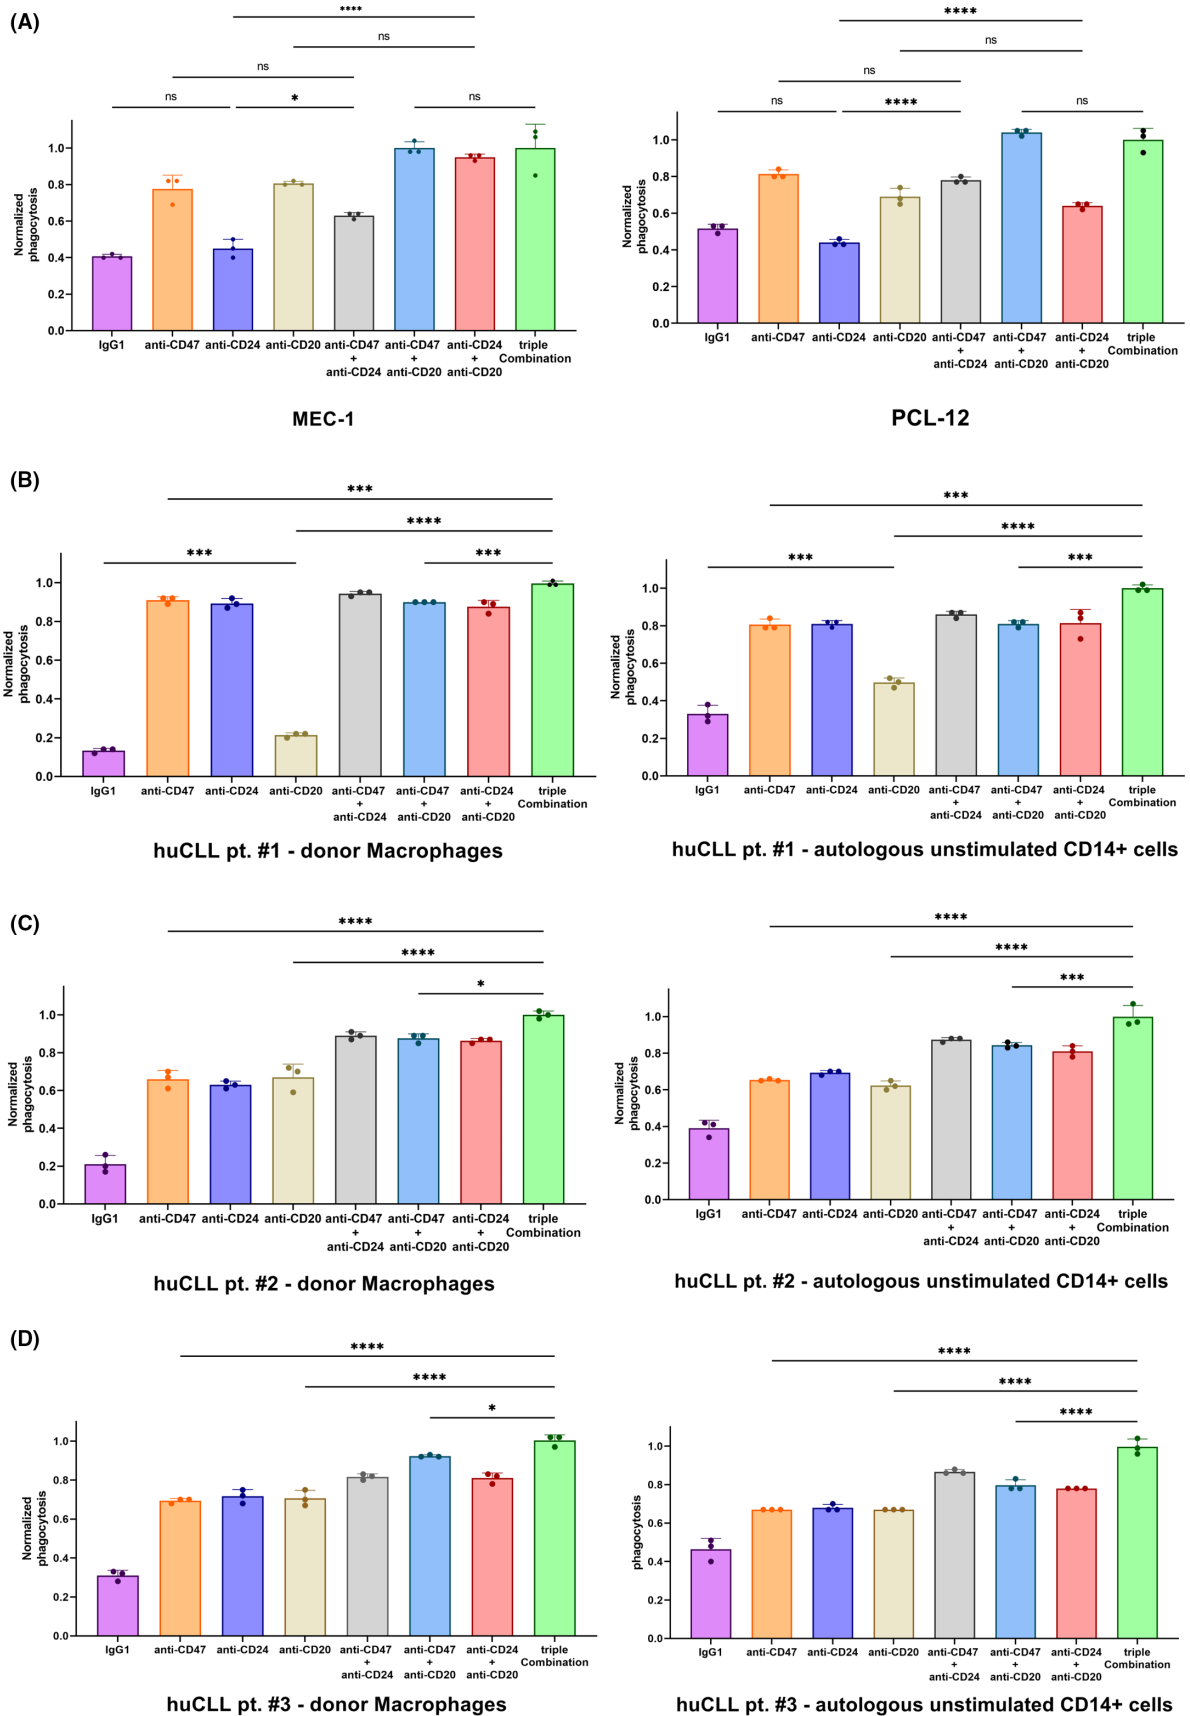 (A)
****
ns
ns
ns
*
ns
Normalized
phagocytosis
1.0
0.8
0.6
0.4
0.2
0.0
IgG1
anti-CD47
anti-CD24
anti-CD20
anti-CD47
+
anti-CD24
anti-CD47
+
anti-CD20
anti-CD24
+
anti-CD20
triple
Combination
MEC-1
****
ns
ns
ns
****
ns
Normalized
phagocytosis
1.0
0.8
0.6
0.4
0.2
0.0
IgG1
anti-CD47
anti-CD24
anti-CD20
anti-CD47
+
anti-CD24
anti-CD47
+
anti-CD20
anti-CD24
+
anti-CD20
triple
Combination
PCL-12
(B)
***
****
***
***
Normalized
phagocytosis
1.0
0.8
0.6
0.4
0.2
0.0
IgG1
anti-CD47
anti-CD24
anti-CD20
anti-CD47
+
anti-CD24
anti-CD47
+
anti-CD20
anti-CD24
+
anti-CD20
triple
Combination
huCLL pt. #1 - donor Macrophages
***
****
***
***
Normalized
phagocytosis
1.0
0.8
0.6
0.4
0.2
0.0
IgG1
anti-CD47
anti-CD24
anti-CD20
anti-CD47
+
anti-CD24
anti-CD47
+
anti-CD20
anti-CD24
+
anti-CD20
triple
Combination
huCLL pt. #1 - autologous unstimulated CD14+ cells
(C)
****
****
*
Normalized
phagocytosis
1.0
0.8
0.6
0.4
0.2
0.0
IgG1
anti-CD47
anti-CD24
anti-CD20
anti-CD47
+
anti-CD24
anti-CD47
+
anti-CD20
anti-CD24
+
anti-CD20
triple
Combination
huCLL pt. #2 - donor Macrophages
****
****
***
Normalized
phagocytosis
1.0
0.8
0.6
0.4
0.2
0.0
IgG1
anti-CD47
anti-CD24
anti-CD20
anti-CD47
+
anti-CD24
anti-CD47
+
anti-CD20
anti-CD24
+
anti-CD20
triple
Combination
huCLL pt. #2 - autologous unstimulated CD14+ cells
(D)
****
****
*
Normalized
phagocytosis
1.0
0.8
0.6
0.4
0.2
0.0
IgG1
anti-CD47
anti-CD24
anti-CD20
anti-CD47
+
anti-CD24
anti-CD47
+
anti-CD20
anti-CD24
+
anti-CD20
triple
Combination
huCLL pt. #3 - donor Macrophages
****
****
****
Normalized
phagocytosis
1.0
0.8
0.6
0.4
0.2
0.0
IgG1
anti-CD47
anti-CD24
anti-CD20
anti-CD47
+
anti-CD24
anti-CD47
+
anti-CD20
anti-CD24
+
anti-CD20
triple
Combination
huCLL pt. #3 - autologous unstimulated CD14+ cells